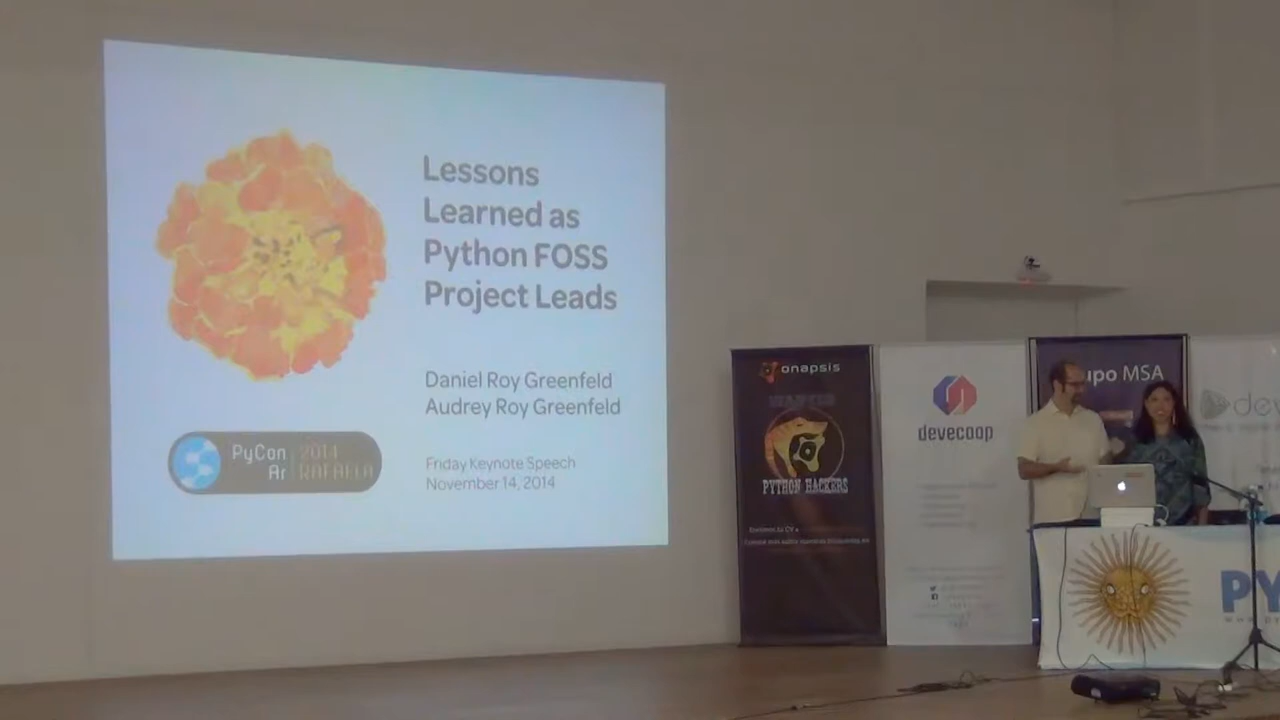 Lessons
Learned as
Python FOSS
Project Leads
Daniel Roy Greenfeld
Audrey Roy Greenfeld
PyCon 2014
Ar RAFAELA
Friday Keynote Speech
November 14, 2014
onapsis
PYTHON HACKERS
devecoop
upo MSA
dev
PY